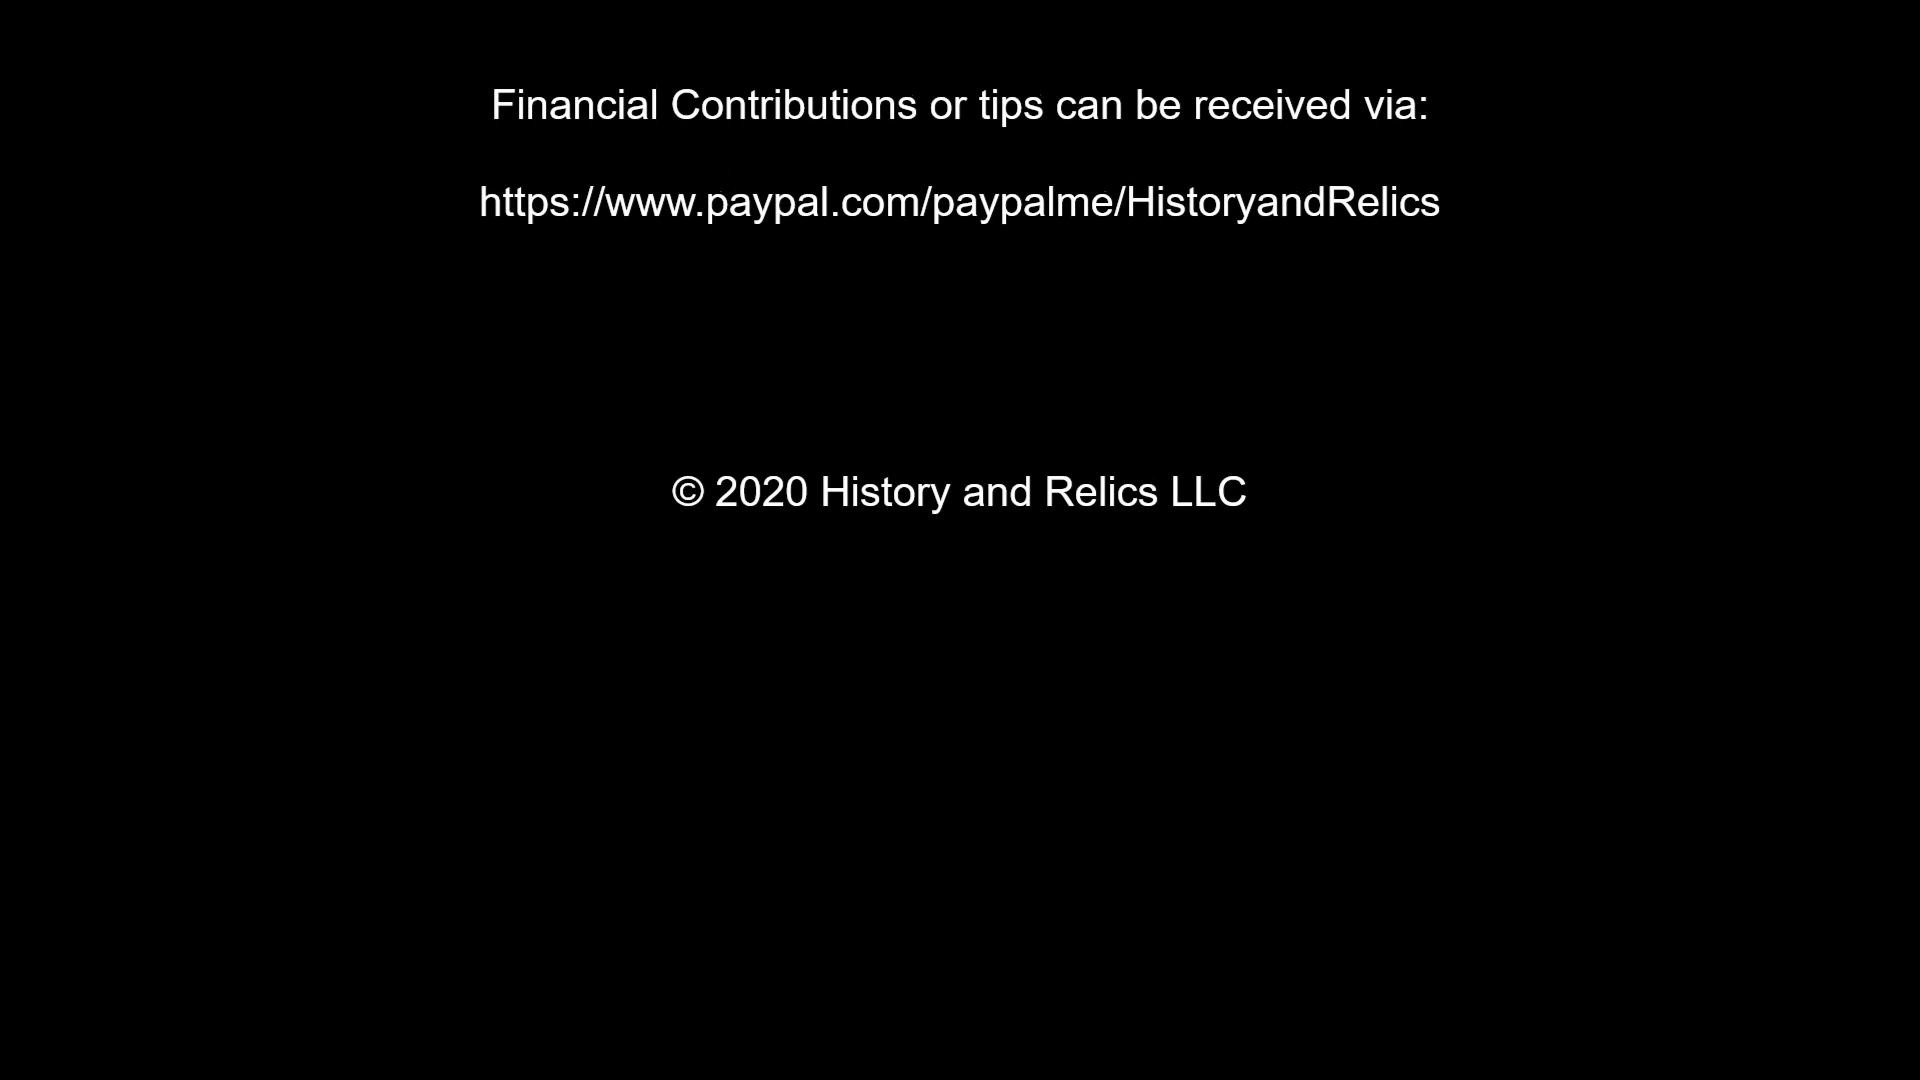 Financial Contributions or tips can be received via:
https://www.paypal.com/paypalme/HistoryandRelics
© 2020 History and Relics LLC